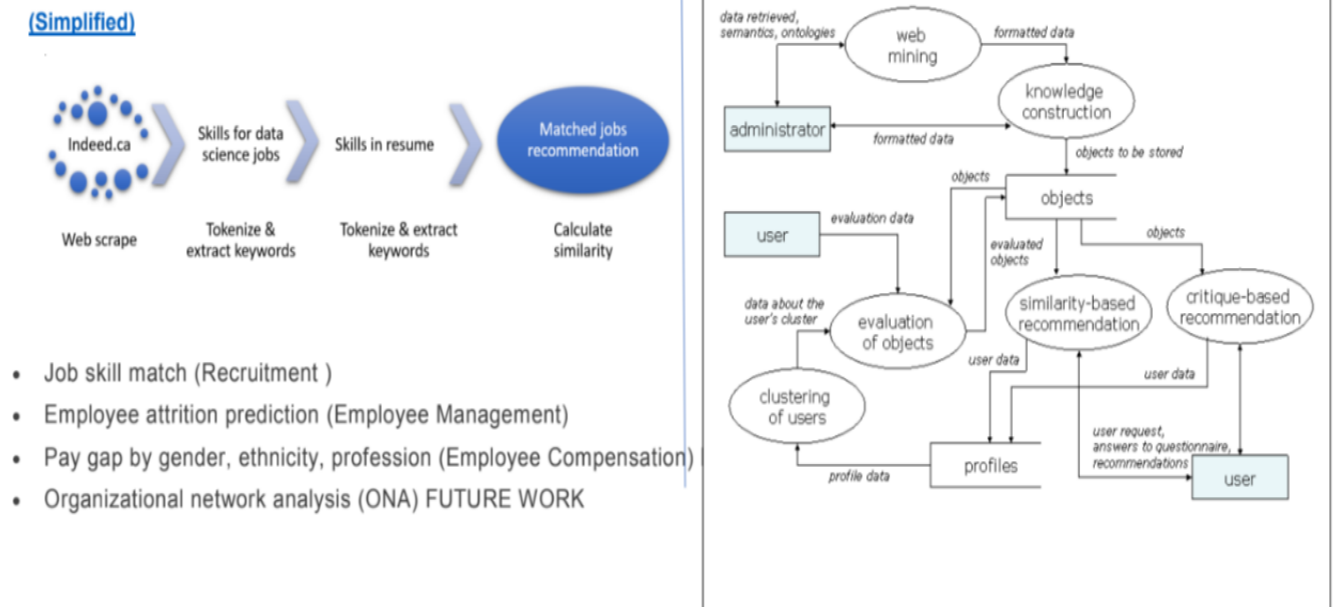 (Simplified)
Indeed.ca
Skills for data
science jobs
Skills in resume
Matched jobs
recommendation
Web scrape
Tokenize &
extract keywords
Tokenize & extract
keywords
Calculate
similarity
• Job skill match (Recruitment )
• Employee attrition prediction (Employee Management)
• Pay gap by gender, ethnicity, profession (Employee Compensation)
• Organizational network analysis (ONA) FUTURE WORK
data retrieved,
semantics, ontologies
web
mining
formatted data
knowledge
construction
administrator
formatted data
objects to be stored
objects
objects
user
evaluation data
evaluated
objects
objects
data about the
user's cluster
evaluation
of objects
similarity-based
recommendation
critique-based
recommendation
user data
user data
clustering
of users
user request,
answers to questionnaire,
recommendations
profiles
profile data
user